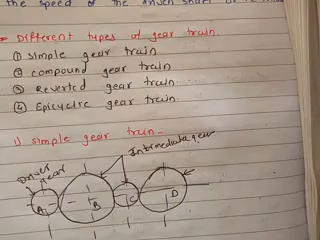 the speed of the driven shaft
Different types of gear train.
① Simple gear train
② compound gear train
③ Reverted gear train.
④ Epicyclic gear train.
1) simple gear train -
Driver gear
Intermediate gear
A
B
C
D